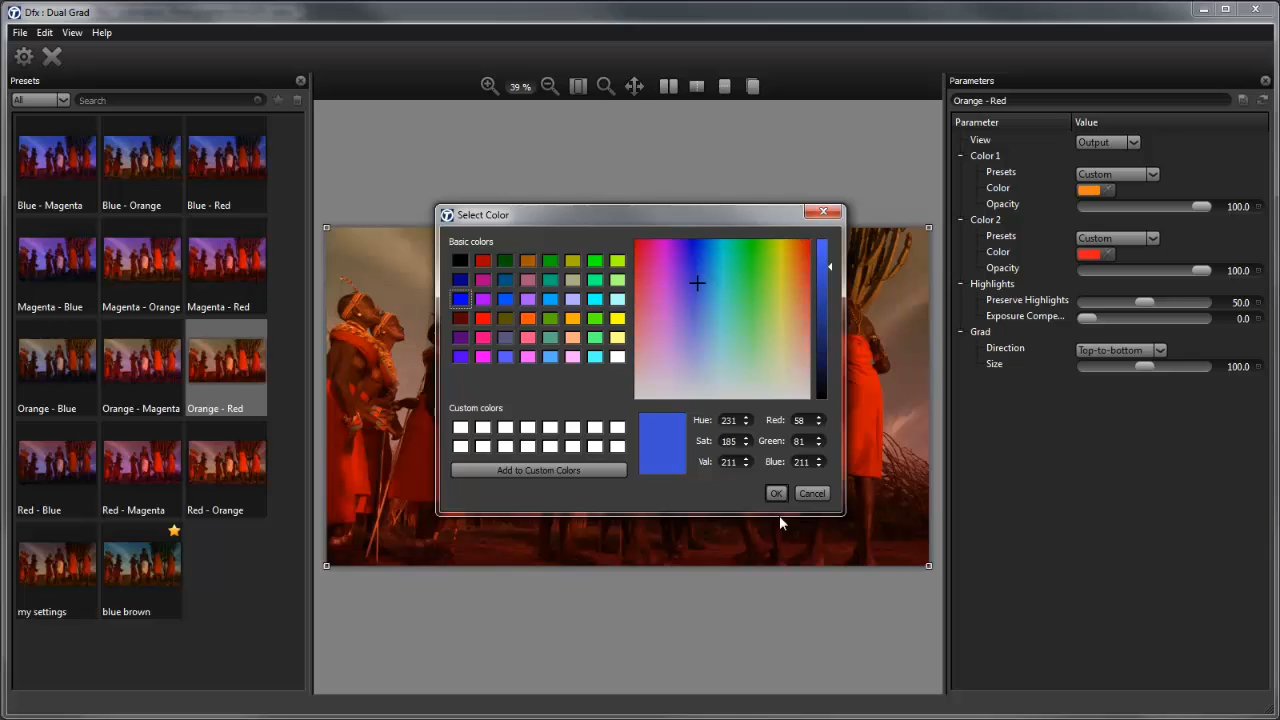 Dfx : Dual Grad
File Edit View Help
Presets
All
Search
Blue - Magenta
Blue - Orange
Blue - Red
Magenta - Blue
Magenta - Orange
Magenta - Red
Orange - Blue
Orange - Magenta
Orange - Red
Red - Blue
Red - Magenta
Red - Orange
my settings
blue brown
39 %
Select Color
Basic colors
Custom colors
Add to Custom Colors
Hue: 231 Red: 58
Sat: 185 Green: 81
Val: 211 Blue: 211
OK Cancel
Parameters
Orange - Red
Parameter Value
View Output
Color 1
Presets Custom
Color
Opacity 100.0
Color 2
Presets Custom
Color
Opacity 100.0
Highlights
Preserve Highlights 50.0
Exposure Compe... 0.0
Grad
Direction Top-to-bottom
Size 100.0